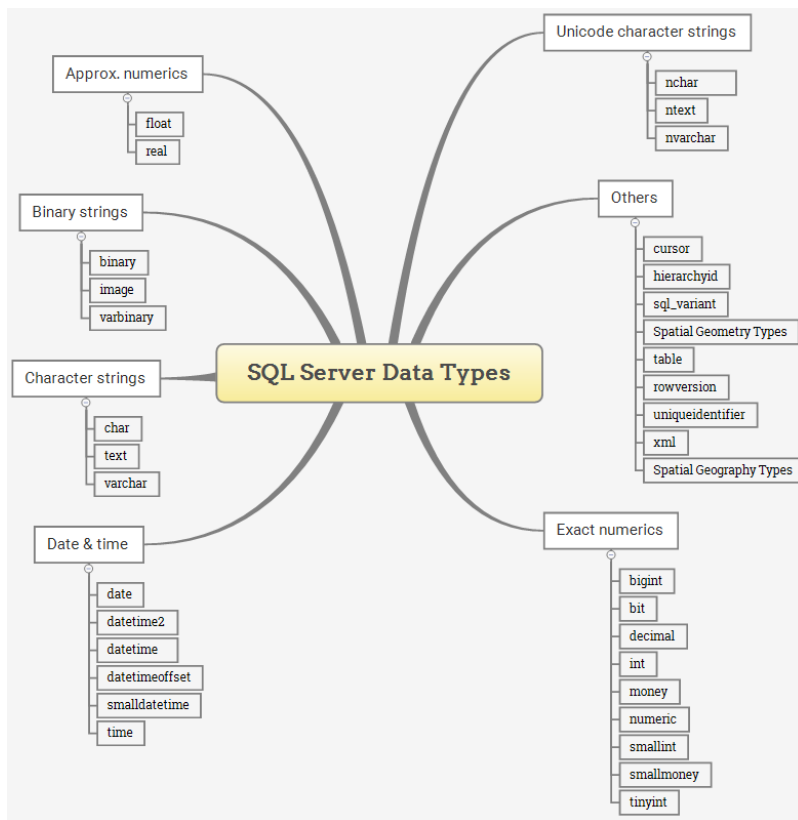 SQL Server Data Types
Approx. numerics
float
real
Binary strings
binary
image
varbinary
Character strings
char
text
varchar
Date & time
date
datetime2
datetime
datetimeoffset
smalldatetime
time
Unicode character strings
nchar
ntext
nvarchar
Others
cursor
hierarchyid
sql_variant
Spatial Geometry Types
table
rowversion
uniqueidentifier
xml
Spatial Geography Types
Exact numerics
bigint
bit
decimal
int
money
numeric
smallint
smallmoney
tinyint